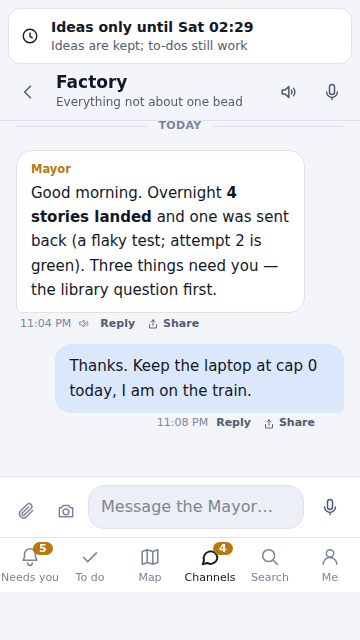 Ideas only until Sat 02:29
Ideas are kept; to-dos still work
Factory
Everything not about one bead
TODAY
Mayor
Good morning. Overnight 4
stories landed and one was sent
back (a flaky test; attempt 2 is
green). Three things need you —
the library question first.
11:04 PM Reply Share
Thanks. Keep the laptop at cap 0
today, I am on the train.
11:08 PM Reply Share
Message the Mayor…
5 4
Needs you To do Map Channels Search Me